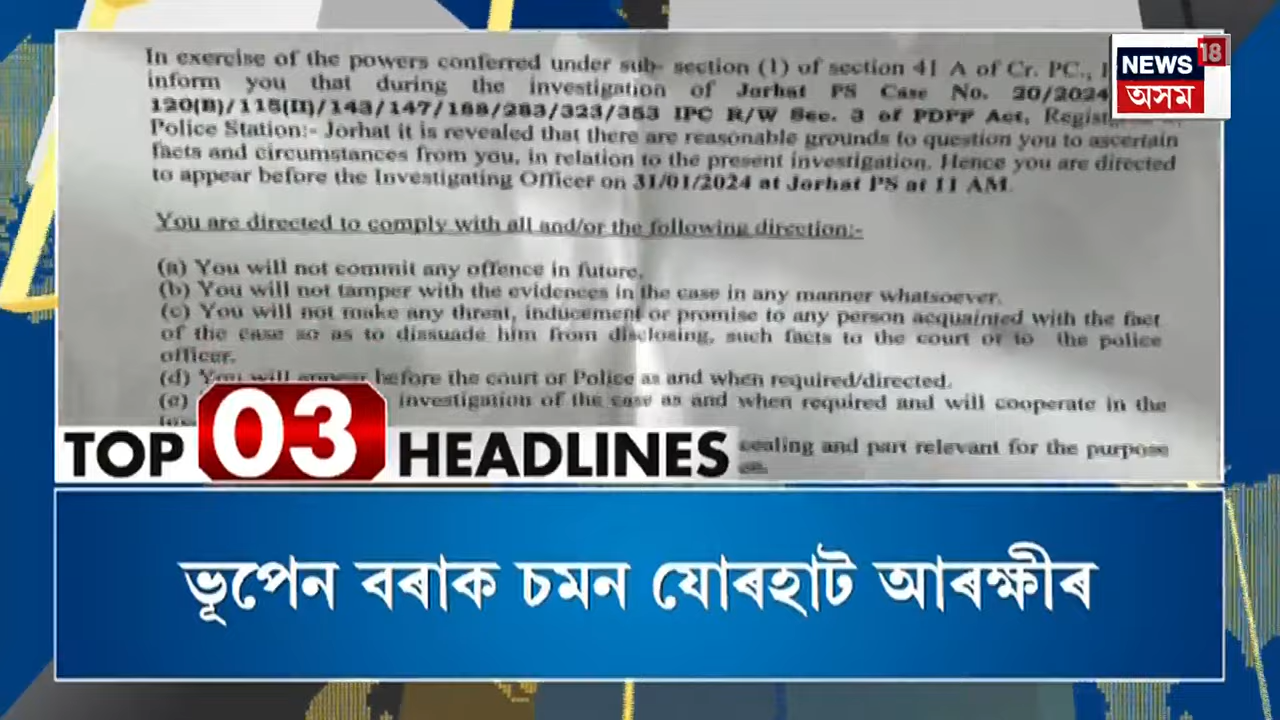 In exercise of the powers conferred under sub- section (1) of section 41 A of Cr. PC.,
NEWS 18
অসম
inform you that during the investigation of Jorhat PS Case No. 20/2024
120(B)/115(II)/143/147/188/283/323/353 IPC R/W Sec. 3 of PDPP Act,
Police Station:- Jorhat it is revealed that there are reasonable grounds to question you to ascertain
facts and circumstances from you, in relation to the present investigation. Hence you are directed
to appear before the Investigating Officer on 31/01/2024 at Jorhat PS at 11 AM.
You are directed to comply with all and/or the following direction:-
(a) You will not commit any offence in future.
(b) You will not tamper with the evidences in the case in any manner whatsoever.
(c) You will not make any threat, inducement or promise to any person acquainted with the fact
of the case so as to dissuade him from disclosing, such facts to the court or to the police
officer.
(d) You will appear before the court or Police as and when required/directed.
(e) investigation of the case as and when required and will cooperate in the
and part relevant for the purpose
TOP 03 HEADLINES
ভূপেন বৰাক চমন যোৰহাট আৰক্ষীৰ